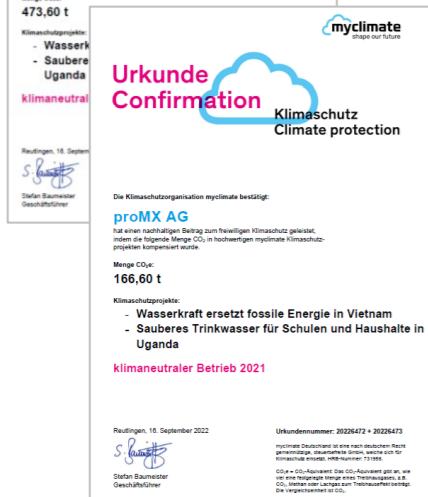 473,60 t
Klimaschutzprojekte:
- Wasserk
- Saubere
Uganda
klimaneutral
Reutlingen, 16. Septem
Stefan Baumeister
Geschäftsführer
myclimate
shape our future
Urkunde
Confirmation
Klimaschutz
Climate protection
Die Klimaschutzorganisation myclimate bestätigt:
proMX AG
hat einen nachhaltigen Beitrag zum freiwilligen Klimaschutz geleistet,
indem die folgende Menge CO₂ in hochwertigen myclimate Klimaschutz-
projekten kompensiert wurde.
Menge CO₂e:
166,60 t
Klimaschutzprojekte:
- Wasserkraft ersetzt fossile Energie in Vietnam
- Sauberes Trinkwasser für Schulen und Haushalte in
Uganda
klimaneutraler Betrieb 2021
Reutlingen, 16. September 2022
Stefan Baumeister
Geschäftsführer
Urkundennummer: 20226472 + 20226473
myclimate Deutschland ist eine nach deutschem Recht
gemeinnützige, steuerbefreite GmbH, welche sich für
Klimaschutz einsetzt. HRB-Nummer: 731955.
CO₂e = CO₂-Äquivalent: Das CO₂-Äquivalent gibt an, wie
viel eine festgelegte Menge eines Treibhausgases, z.B.
CO₂, Methan oder Lachgas zum Treibhauseffekt beiträgt.
Die Vergleichseinheit ist CO₂.